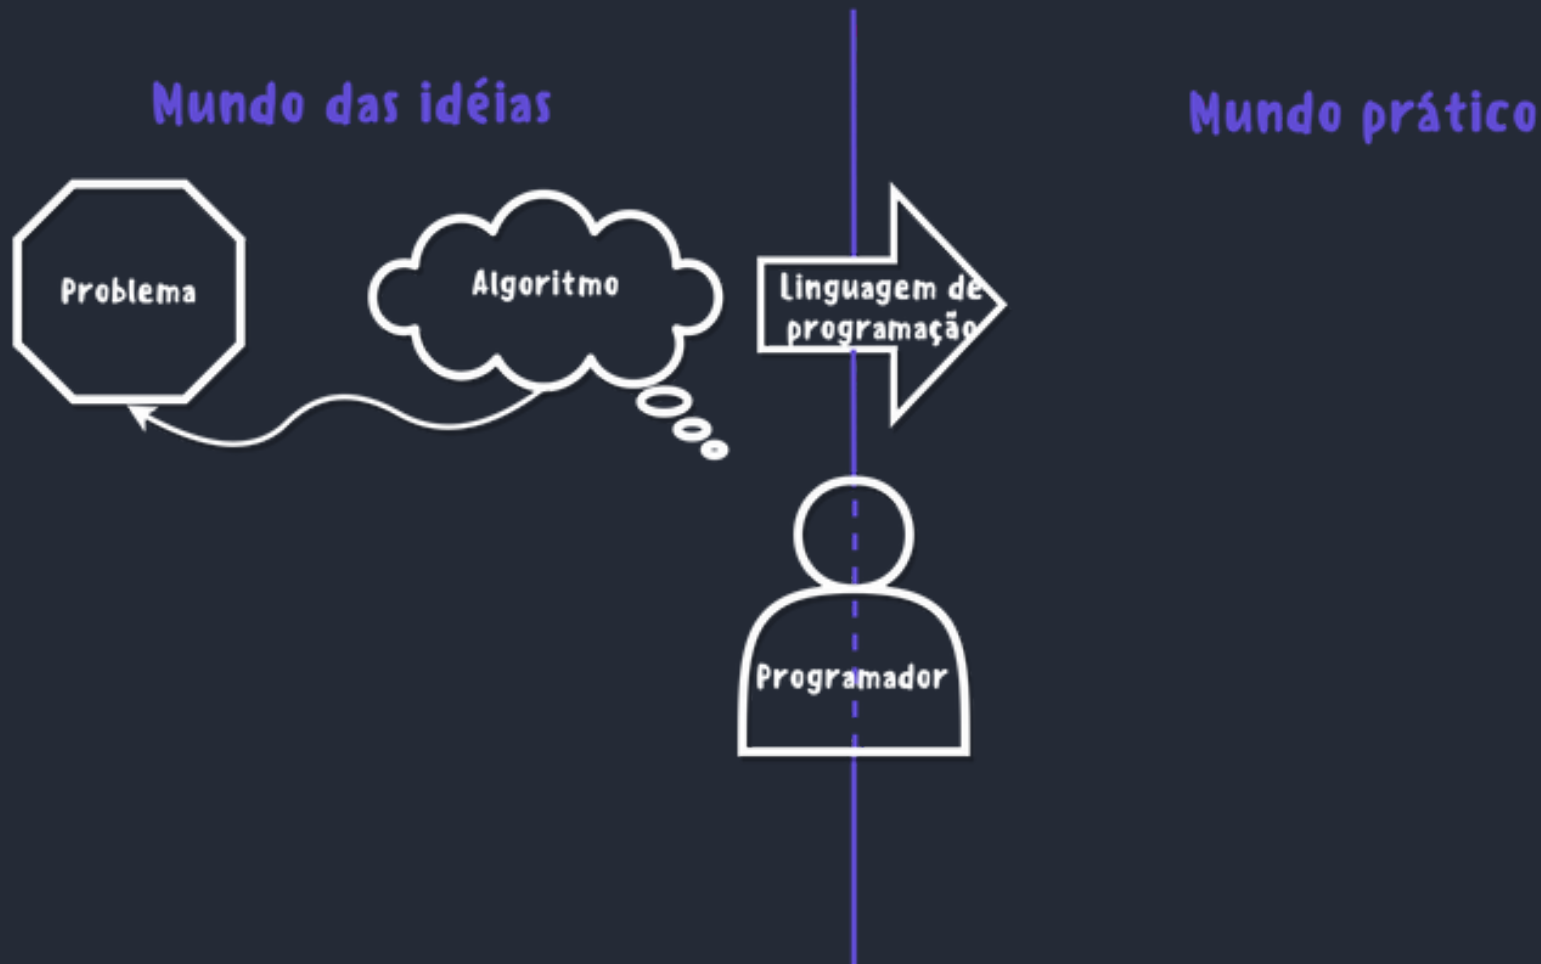 Mundo das idéias
Mundo prático
Problema
Algoritmo
Linguagem de
programação
Programador